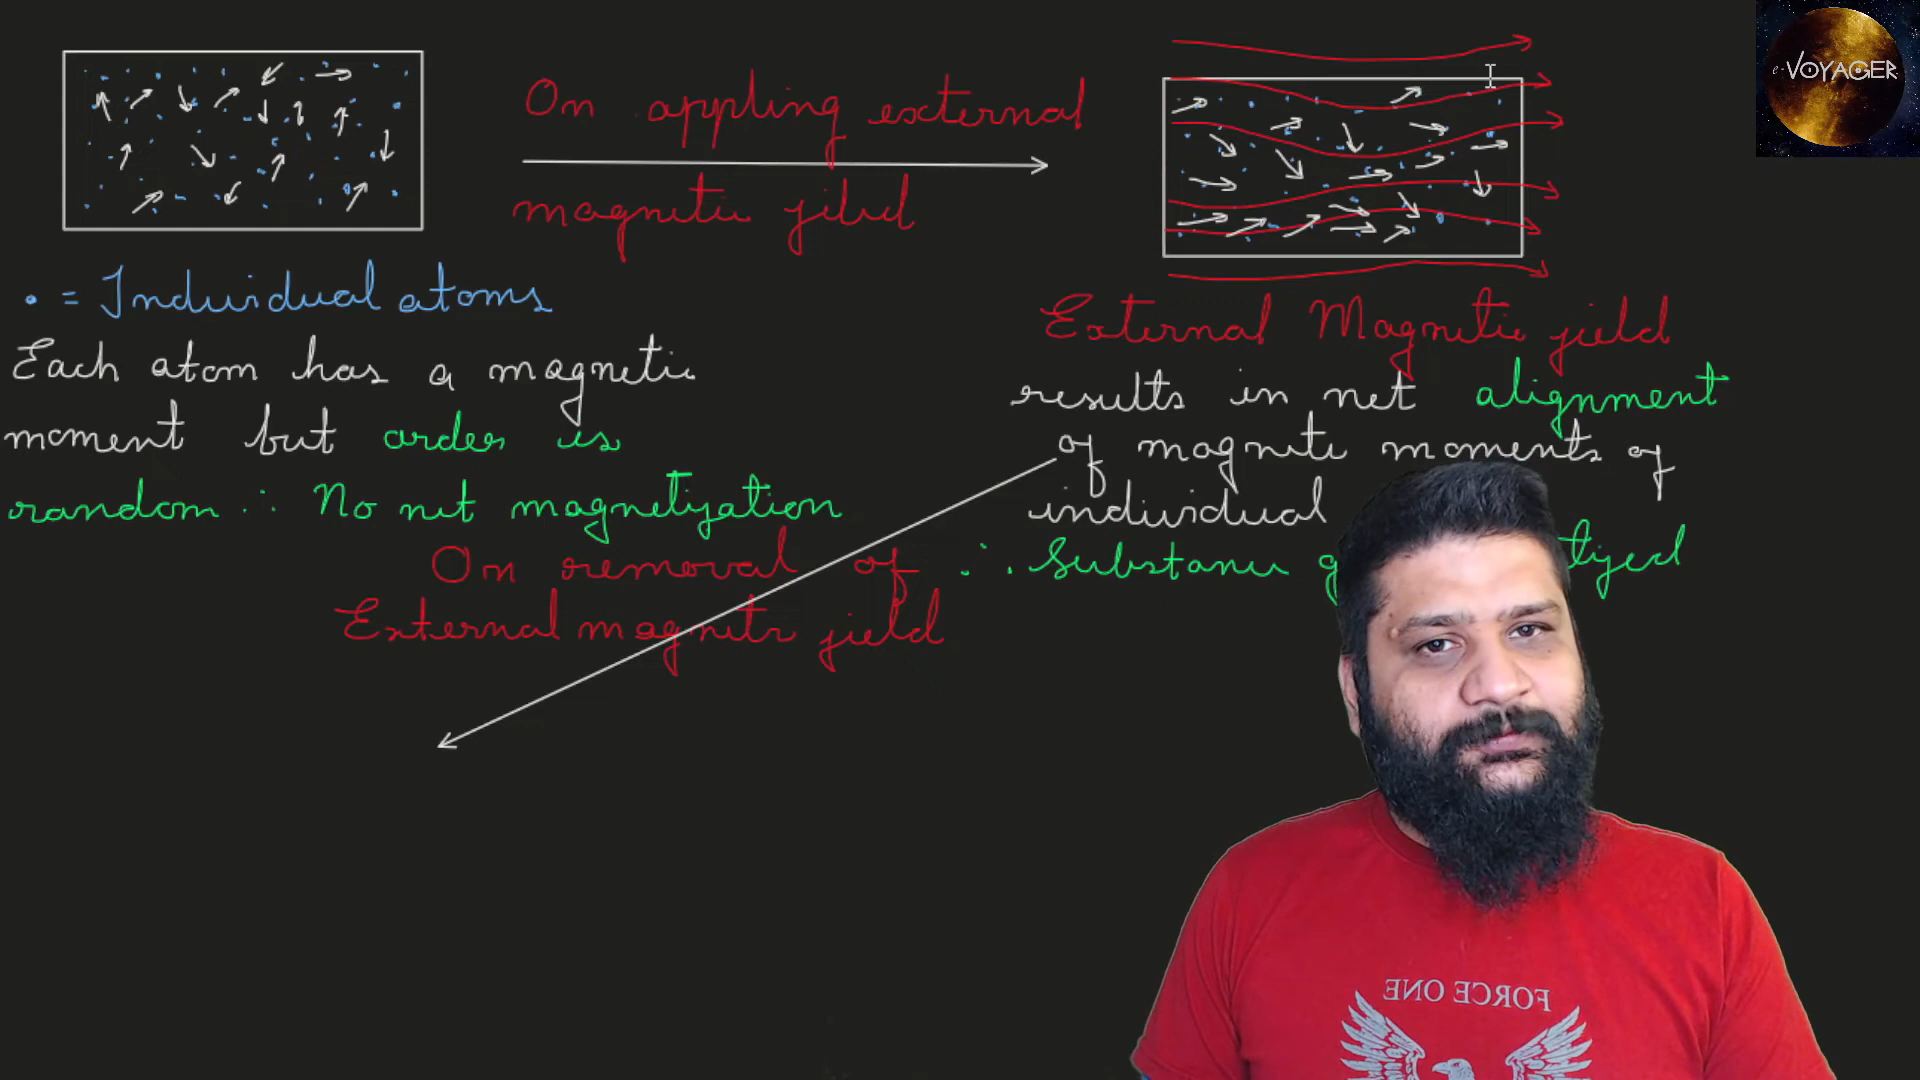 e-VOYAGER
On appling external
magnetic field
• = Individual atoms
Each atom has a magnetic
moment but order is
random ∴ No net magnetization
External Magnetic field
results in net alignment
of magnetic moments of
individual
∴ Substance g tized
On removal of
External magnetic field
FORCE ONE